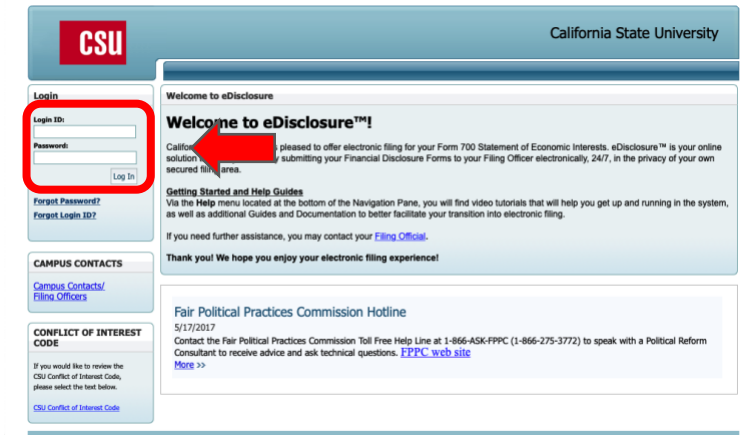 CSU
California State University
Login
Login ID:
Password:
Log In
Forgot Password?
Forgot Login ID?
CAMPUS CONTACTS
Campus Contacts/
Filing Officers
CONFLICT OF INTEREST
CODE
If you would like to review the
CSU Conflict of Interest Code,
please select the text below.
CSU Conflict of Interest Code
Welcome to eDisclosure
Welcome to eDisclosure™!
pleased to offer electronic filing for your Form 700 Statement of Economic Interests. eDisclosure™ is your online
solution submitting your Financial Disclosure Forms to your Filing Officer electronically, 24/7, in the privacy of your own
secured area.
Getting Started and Help Guides
Via the Help menu located at the bottom of the Navigation Pane, you will find video tutorials that will help you get up and running in the system,
as well as additional Guides and Documentation to better facilitate your transition into electronic filing.
If you need further assistance, you may contact your Filing Official.
Thank you! We hope you enjoy your electronic filing experience!
Fair Political Practices Commission Hotline
5/17/2017
Contact the Fair Political Practices Commission Toll Free Help Line at 1-866-ASK-FPPC (1-866-275-3772) to speak with a Political Reform
Consultant to receive advice and ask technical questions. FPPC web site
More >>